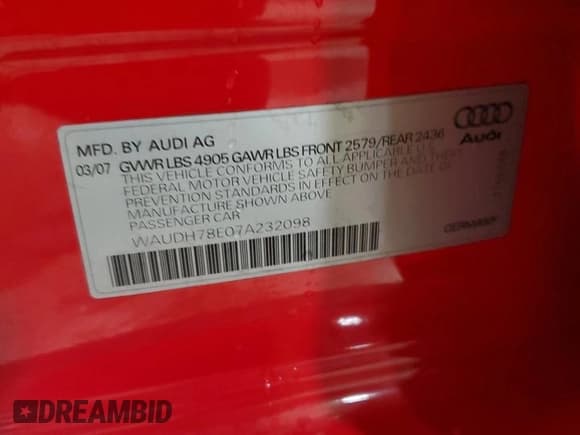 MFD. BY AUDI AG
03/07 GVWR LBS 4905 GAWR LBS FRONT 2579/REAR 2436
THIS VEHICLE CONFORMS TO ALL APPLICABLE U.S.
FEDERAL MOTOR VEHICLE SAFETY BUMPER AND THEFT
PREVENTION STANDARDS IN EFFECT ON THE DATE OF
MANUFACTURE SHOWN ABOVE
PASSENGER CAR
WAUDH78E07A232098
Audi
GERMANY
DREAMBID